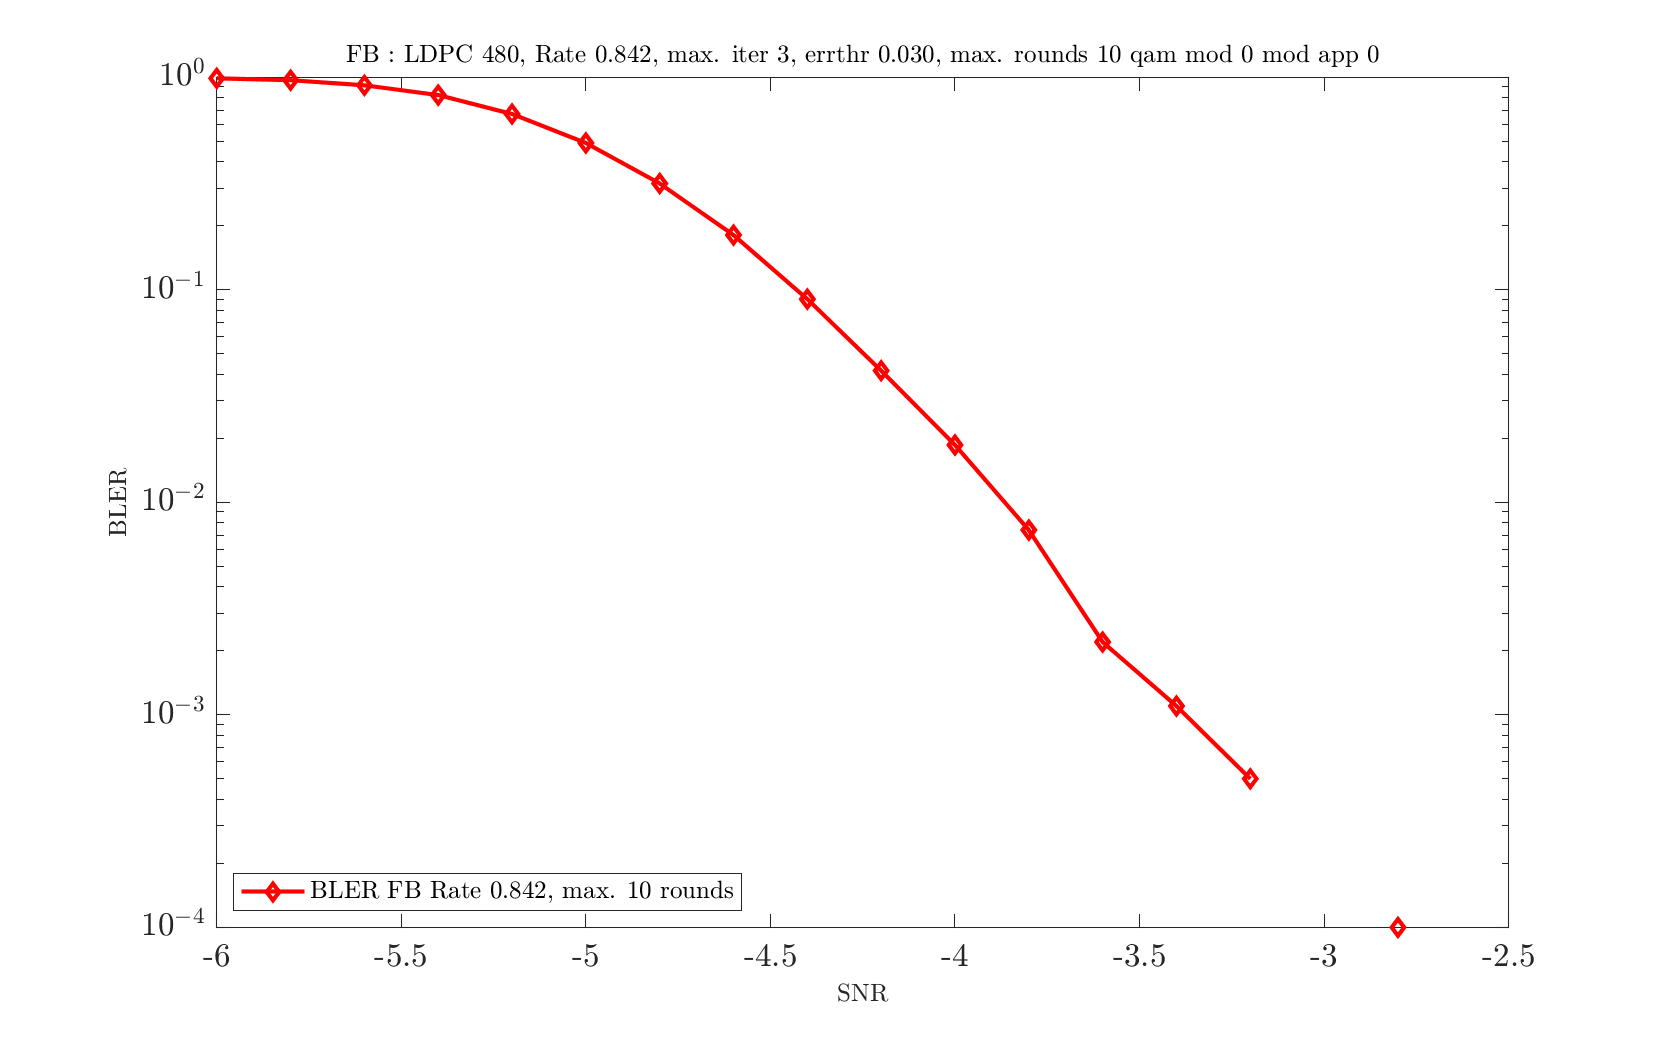 FB : LDPC 480, Rate 0.842, max. iter 3, errthr 0.030, max. rounds 10 qam mod 0 mod app 0
10^0
10^{-1}
10^{-2}
10^{-3}
10^{-4}
BLER
BLER FB Rate 0.842, max. 10 rounds
-6 -5.5 -5 -4.5 -4 -3.5 -3 -2.5
SNR